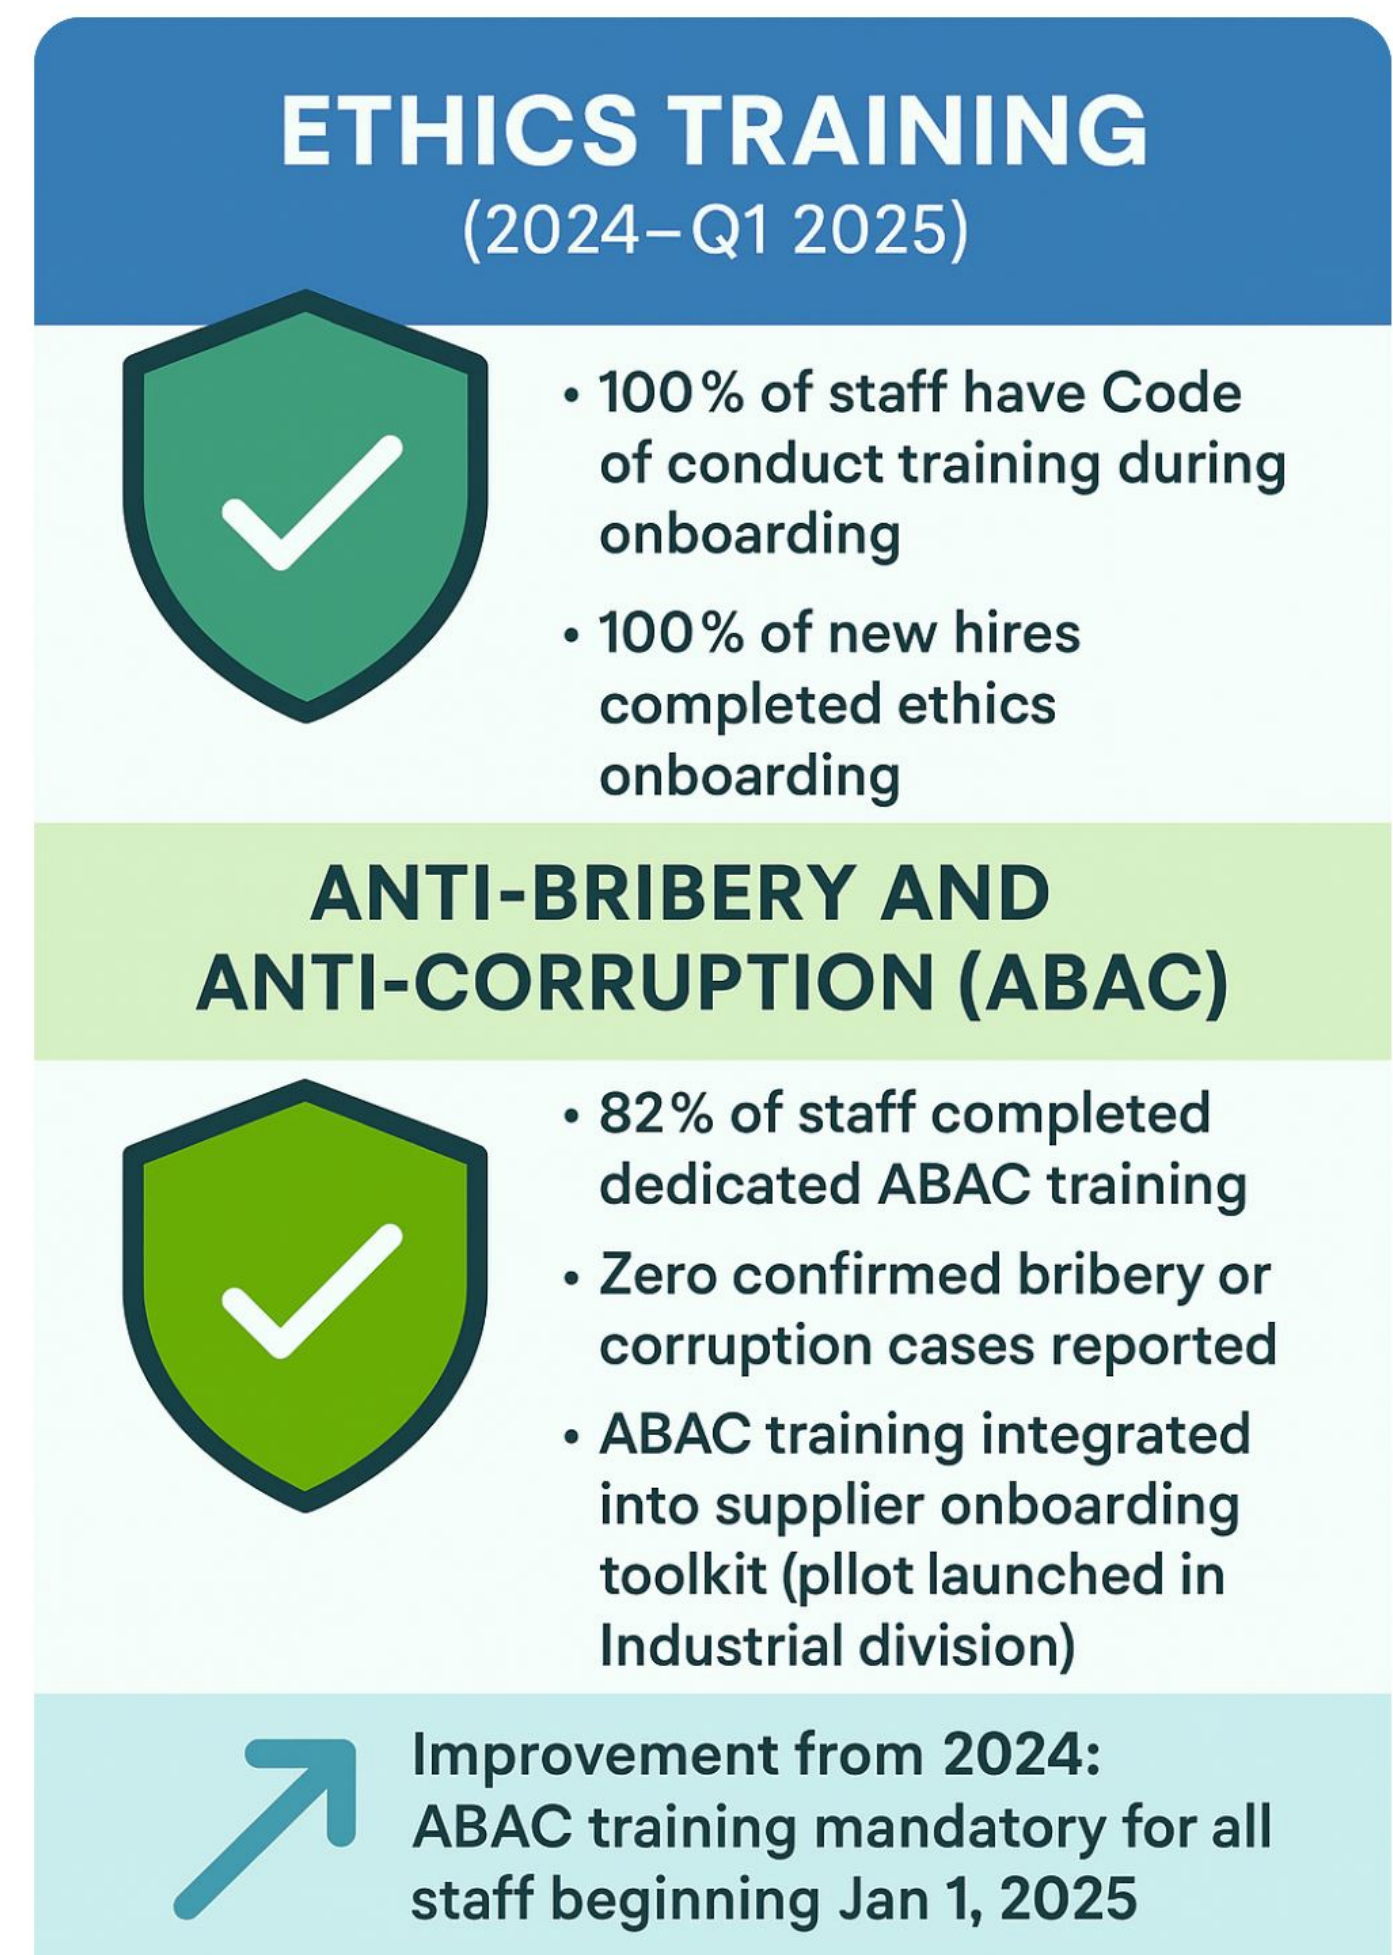 ETHICS TRAINING
(2024–Q1 2025)
• 100% of staff have Code
of conduct training during
onboarding
• 100% of new hires
completed ethics
onboarding
ANTI-BRIBERY AND
ANTI-CORRUPTION (ABAC)
• 82% of staff completed
dedicated ABAC training
• Zero confirmed bribery or
corruption cases reported
• ABAC training integrated
into supplier onboarding
toolkit (pllot launched in
Industrial division)
Improvement from 2024:
ABAC training mandatory for all
staff beginning Jan 1, 2025